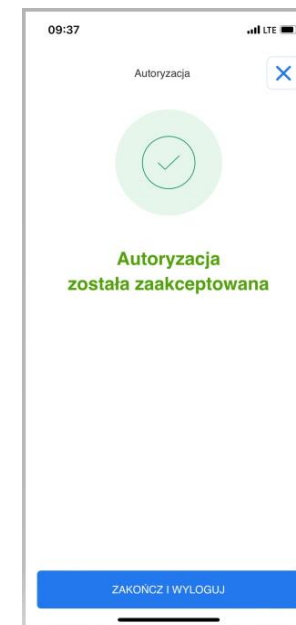 09:37
LTE
Autoryzacja
Autoryzacja
została zaakceptowana
ZAKOŃCZ I WYLOGUJ